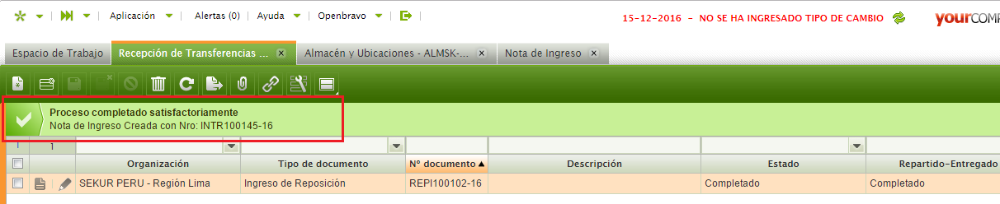 Aplicación Alertas (0) Ayuda Openbravo 15-12-2016 - NO SE HA INGRESADO TIPO DE CAMBIO yourCOMP
Espacio de Trabajo Recepción de Transferencias ... Almacén y Ubicaciones - ALMSK-... Nota de Ingreso
Proceso completado satisfactoriamente
Nota de Ingreso Creada con Nro: INTR100145-16
1
Organización Tipo de documento Nº documento Descripción Estado Repartido-Entregado
SEKUR PERU - Región Lima Ingreso de Reposición REPI100102-16 Completado Completado